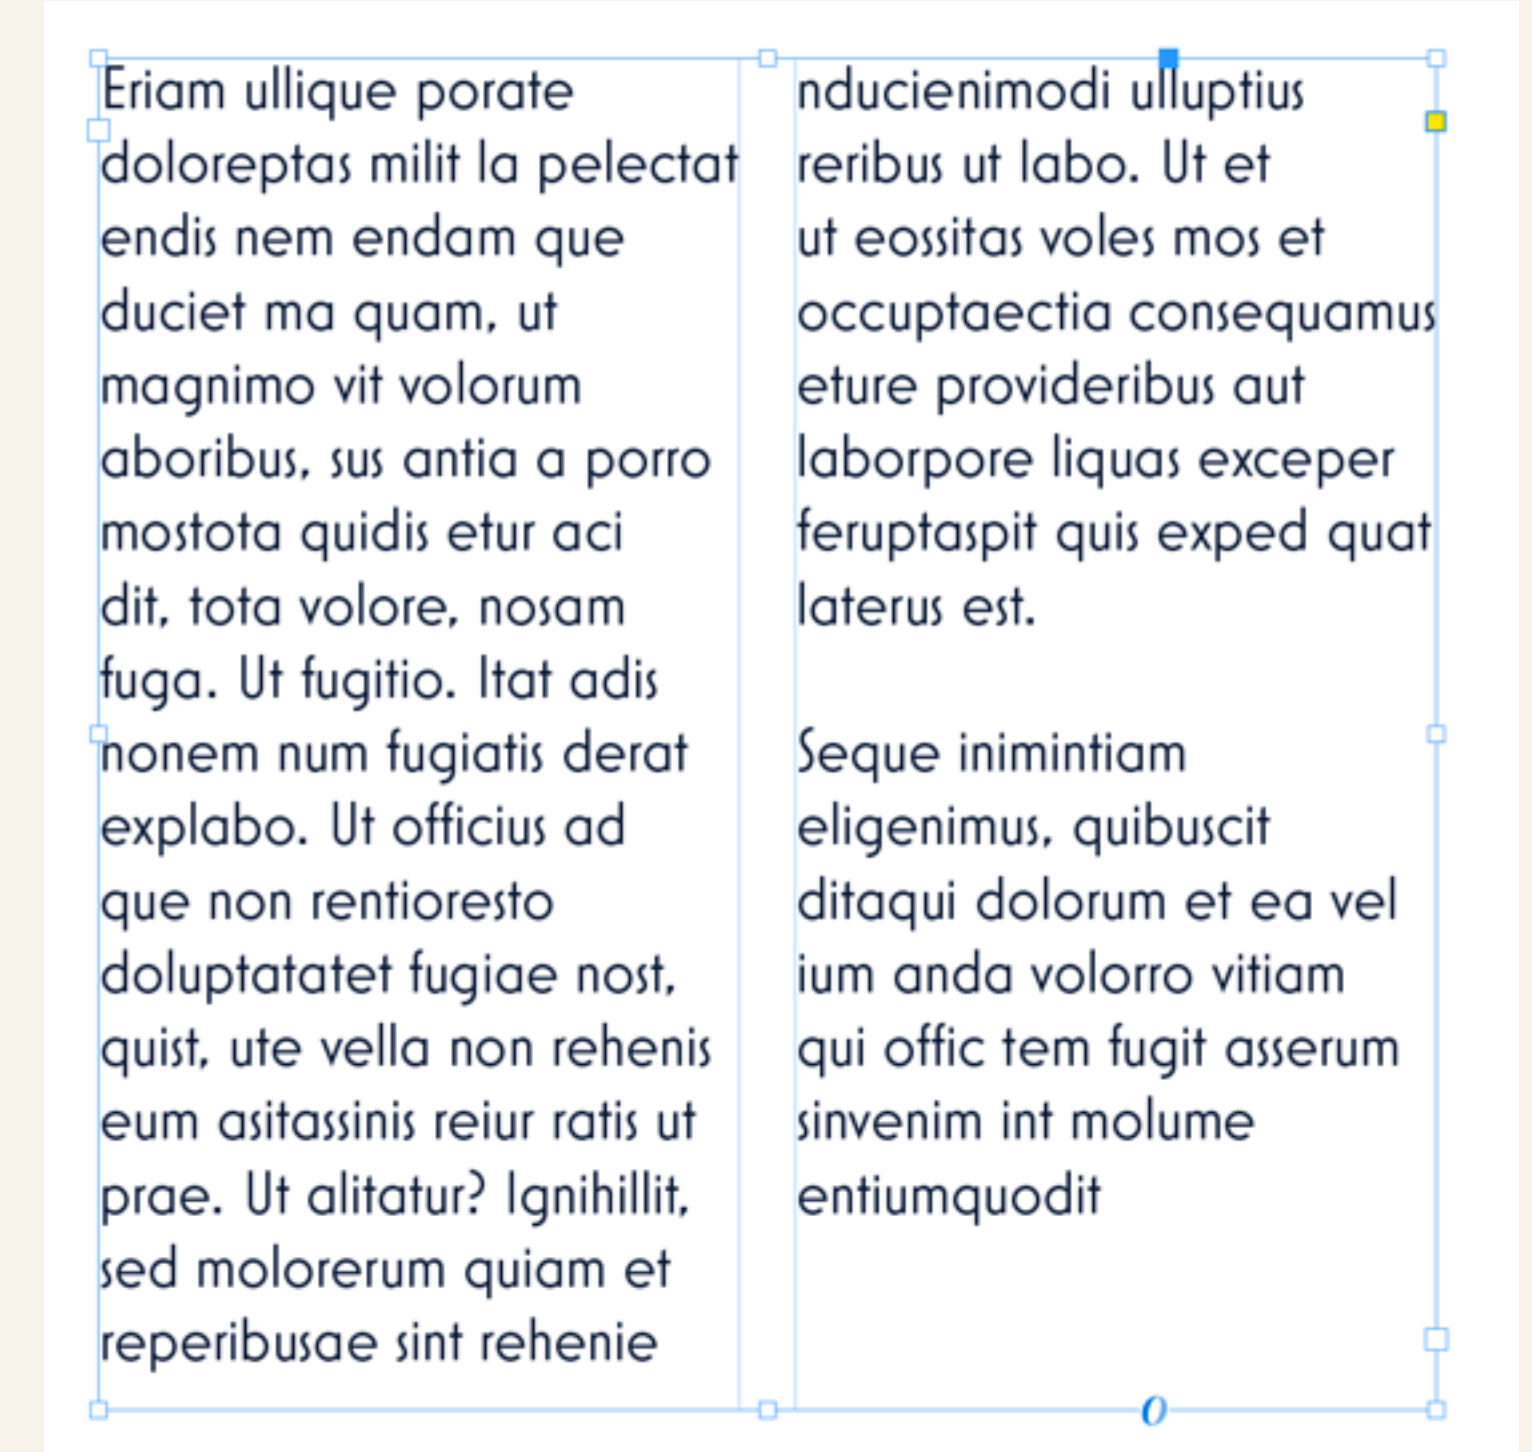 Eriam ullique porate
doloreptas milit la pelectat
endis nem endam que
duciet ma quam, ut
magnimo vit volorum
aboribus, sus antia a porro
mostota quidis etur aci
dit, tota volore, nosam
fuga. Ut fugitio. Itat adis
nonem num fugiatis derat
explabo. Ut officius ad
que non rentioresto
doluptatatet fugiae nost,
quist, ute vella non rehenis
eum asitassinis reiur ratis ut
prae. Ut alitatur? Ignihillit,
sed molorerum quiam et
reperibusae sint rehenie
nducienimodi ulluptius
reribus ut labo. Ut et
ut eossitas voles mos et
occuptaectia consequamus
eture provideribus aut
laborpore liquas exceper
feruptaspit quis exped quat
laterus est.
Seque inimintiam
eligenimus, quibuscit
ditaqui dolorum et ea vel
ium anda volorro vitiam
qui offic tem fugit asserum
sinvenim int molume
entiumquodit